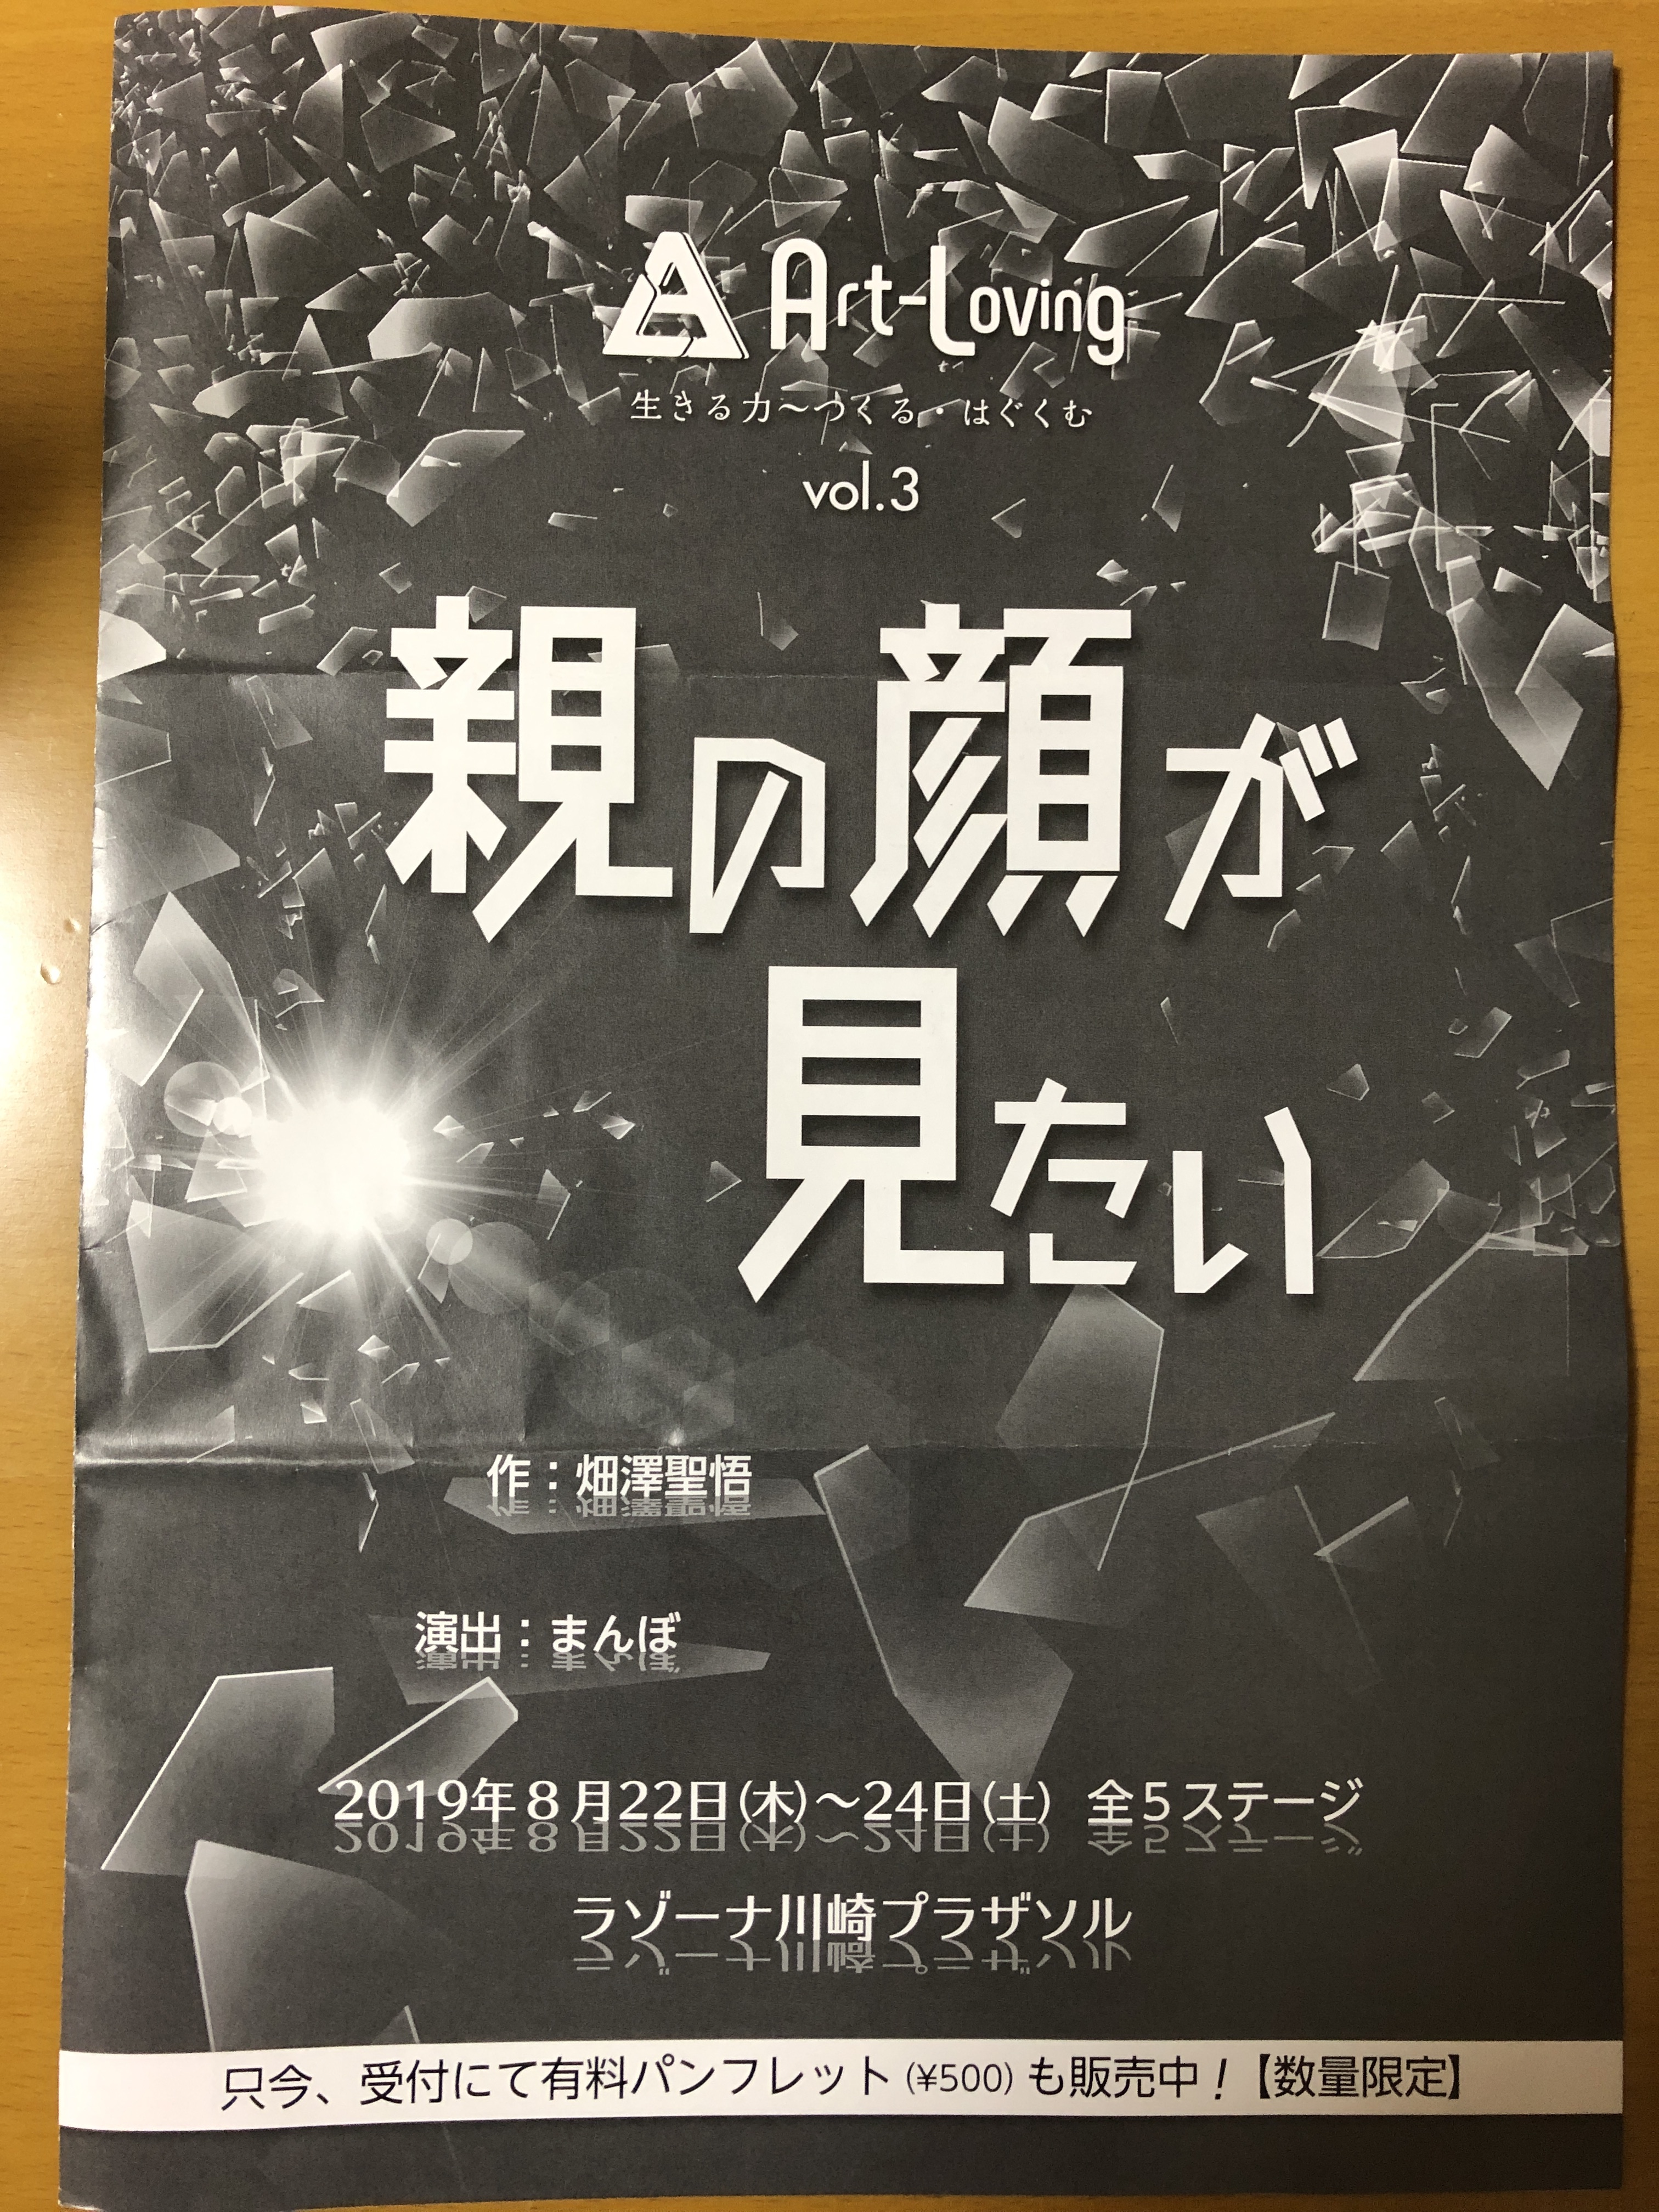 Art-Loving
生きる力～つくる・はぐくむ
vol.3
親の顔が
見たい
作：畑澤聖悟
演出：まんぼ
2019年8月22日(木)～24日(土) 全5ステージ
ラゾーナ川崎プラザソル
只今、受付にて有料パンフレット(¥500)も販売中！【数量限定】